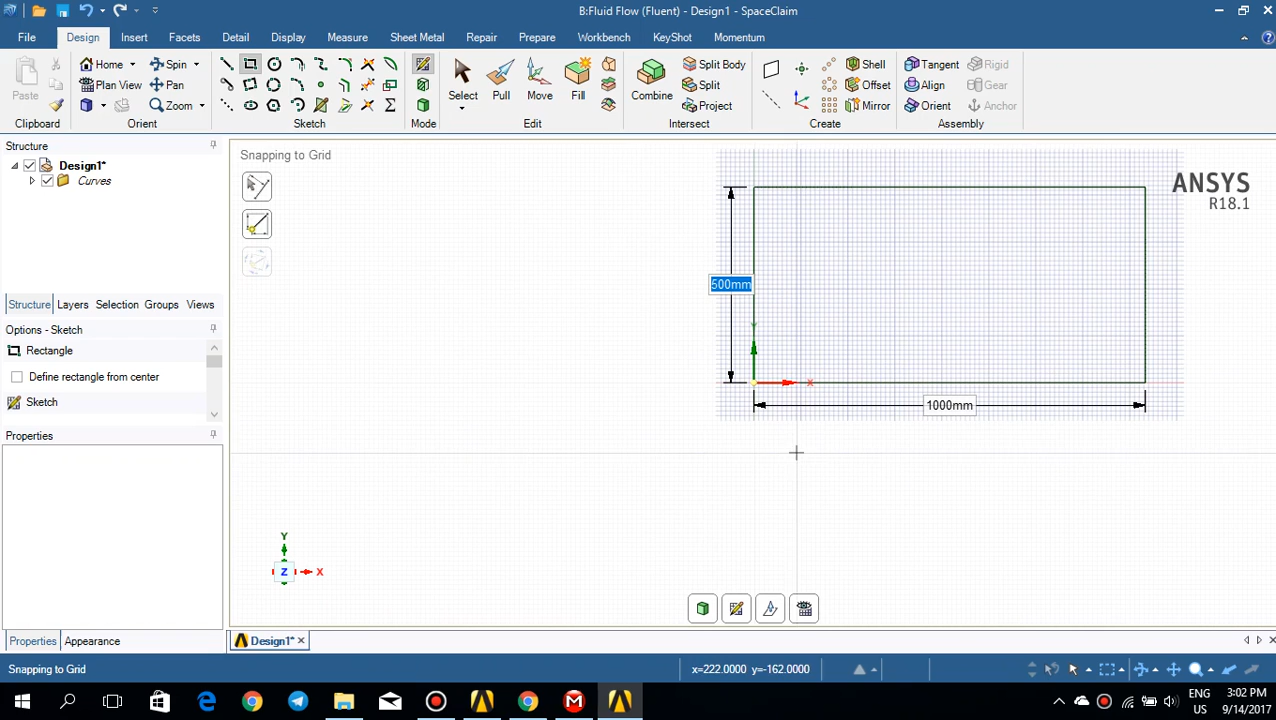 B:Fluid Flow (Fluent) - Design1 - SpaceClaim
File Design Insert Facets Detail Display Measure Sheet Metal Repair Prepare Workbench KeyShot Momentum
Paste
Clipboard
Home Spin
Plan View Pan
Zoom
Orient
Sketch
Mode
Select Pull Move Fill
Edit
Combine
Split Body
Split
Project
Intersect
Shell
Offset
Mirror
Create
Tangent Rigid
Align Gear
Orient Anchor
Assembly
Structure
Design1*
Curves
Structure Layers Selection Groups Views
Options - Sketch
Rectangle
Define rectangle from center
Sketch
Properties
Properties Appearance
Snapping to Grid
ANSYS
R18.1
500mm
Y
X
1000mm
Y
Z X
Design1*
Snapping to Grid
x=222.0000 y=-162.0000
ENG
US
3:02 PM
9/14/2017